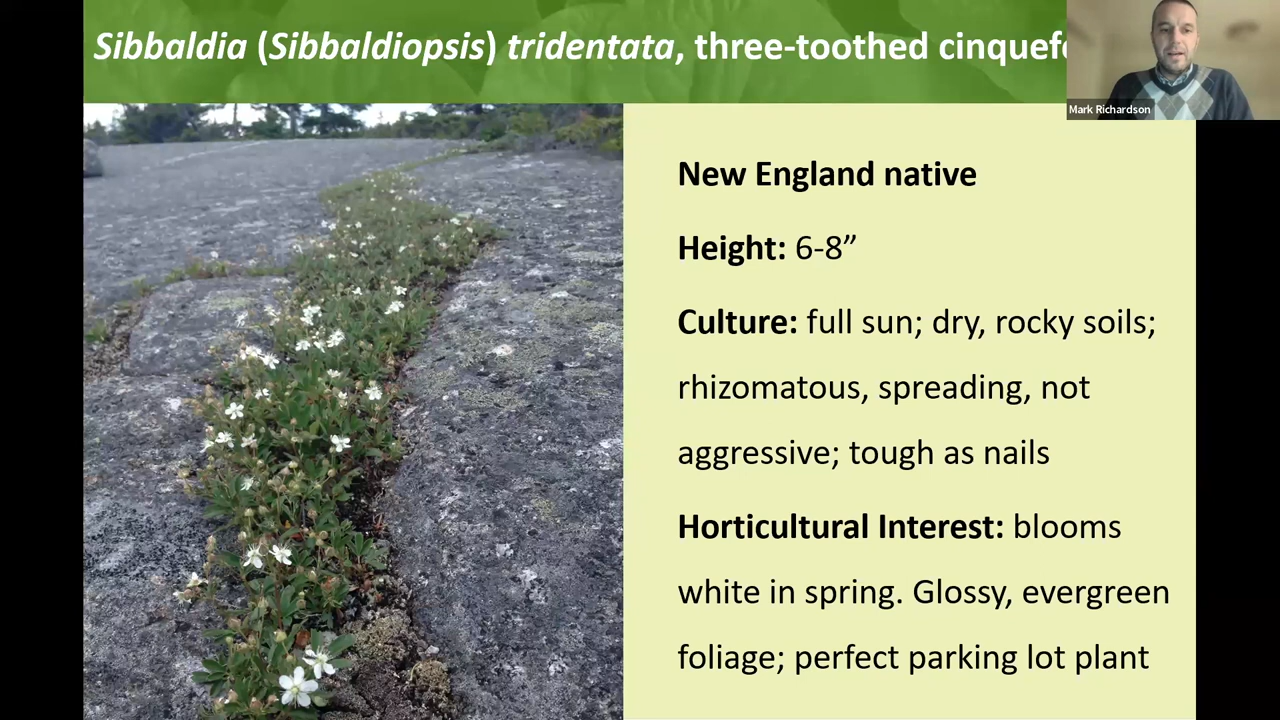 Sibbaldia (Sibbaldiopsis) tridentata, three-toothed
Mark Richardson
New England native
Height: 6-8”
Culture: full sun; dry, rocky soils;
rhizomatous, spreading, not
aggressive; tough as nails
Horticultural Interest: blooms
white in spring. Glossy, evergreen
foliage; perfect parking lot plant